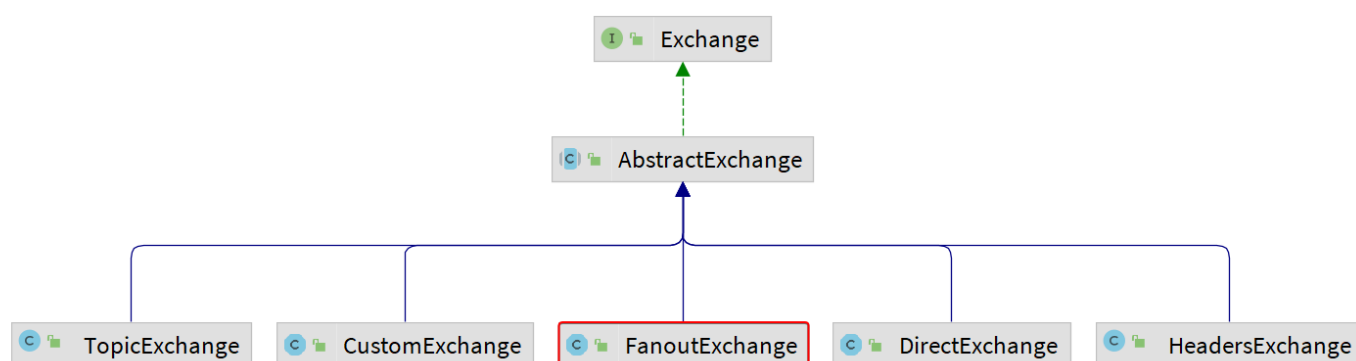 I Exchange
C AbstractExchange
C TopicExchange C CustomExchange C FanoutExchange C DirectExchange C HeadersExchange